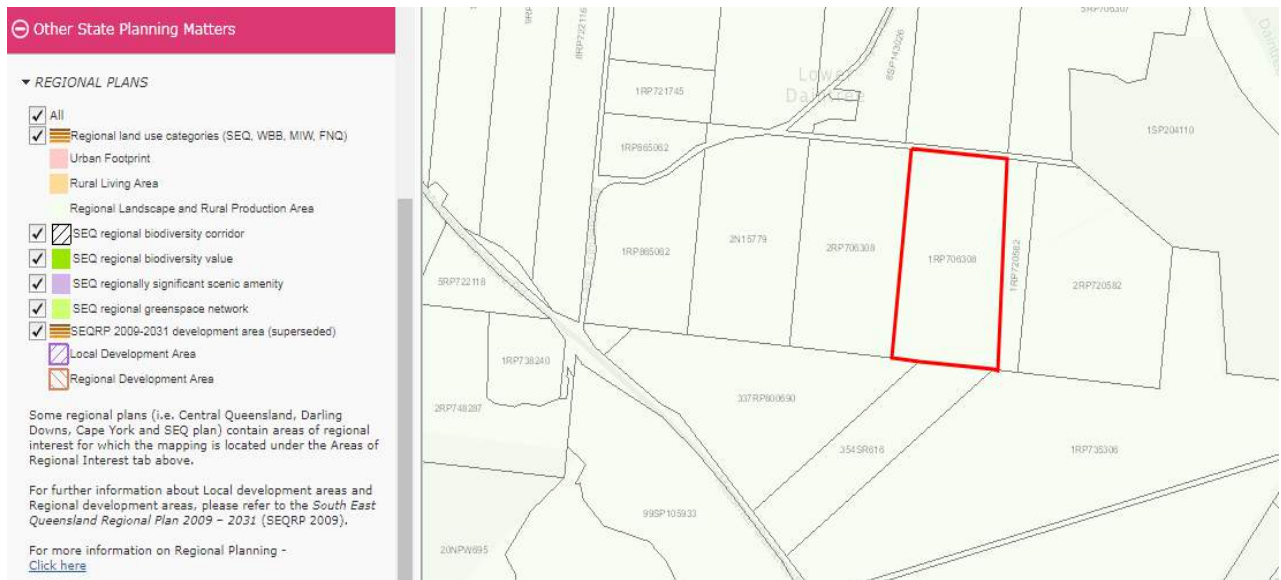 Other State Planning Matters
REGIONAL PLANS
All
Regional land use categories (SEQ, WBB, MIW, FNQ)
Urban Footprint
Rural Living Area
Regional Landscape and Rural Production Area
SEQ regional biodiversity corridor
SEQ regional biodiversity value
SEQ regionally significant scenic amenity
SEQ regional greenspace network
SEQRP 2009-2031 development area (superseded)
Local Development Area
Regional Development Area
Some regional plans (i.e. Central Queensland, Darling
Downs, Cape York and SEQ plan) contain areas of regional
interest for which the mapping is located under the Areas of
Regional Interest tab above.
For further information about Local development areas and
Regional development areas, please refer to the South East
Queensland Regional Plan 2009 – 2031 (SEQRP 2009).
For more information on Regional Planning -
Click here
8RP722116
8SP143026
Lower
Daintree
Daintree
1RP721745
1SP204110
1RP865062
1RP865062
2N15779
2RP706308
1RP706308
1RP720582
2RP720582
5RP722118
1RP738240
2RP748287
337RP800690
354SR616
1RP735306
99SP105933
20NPW695